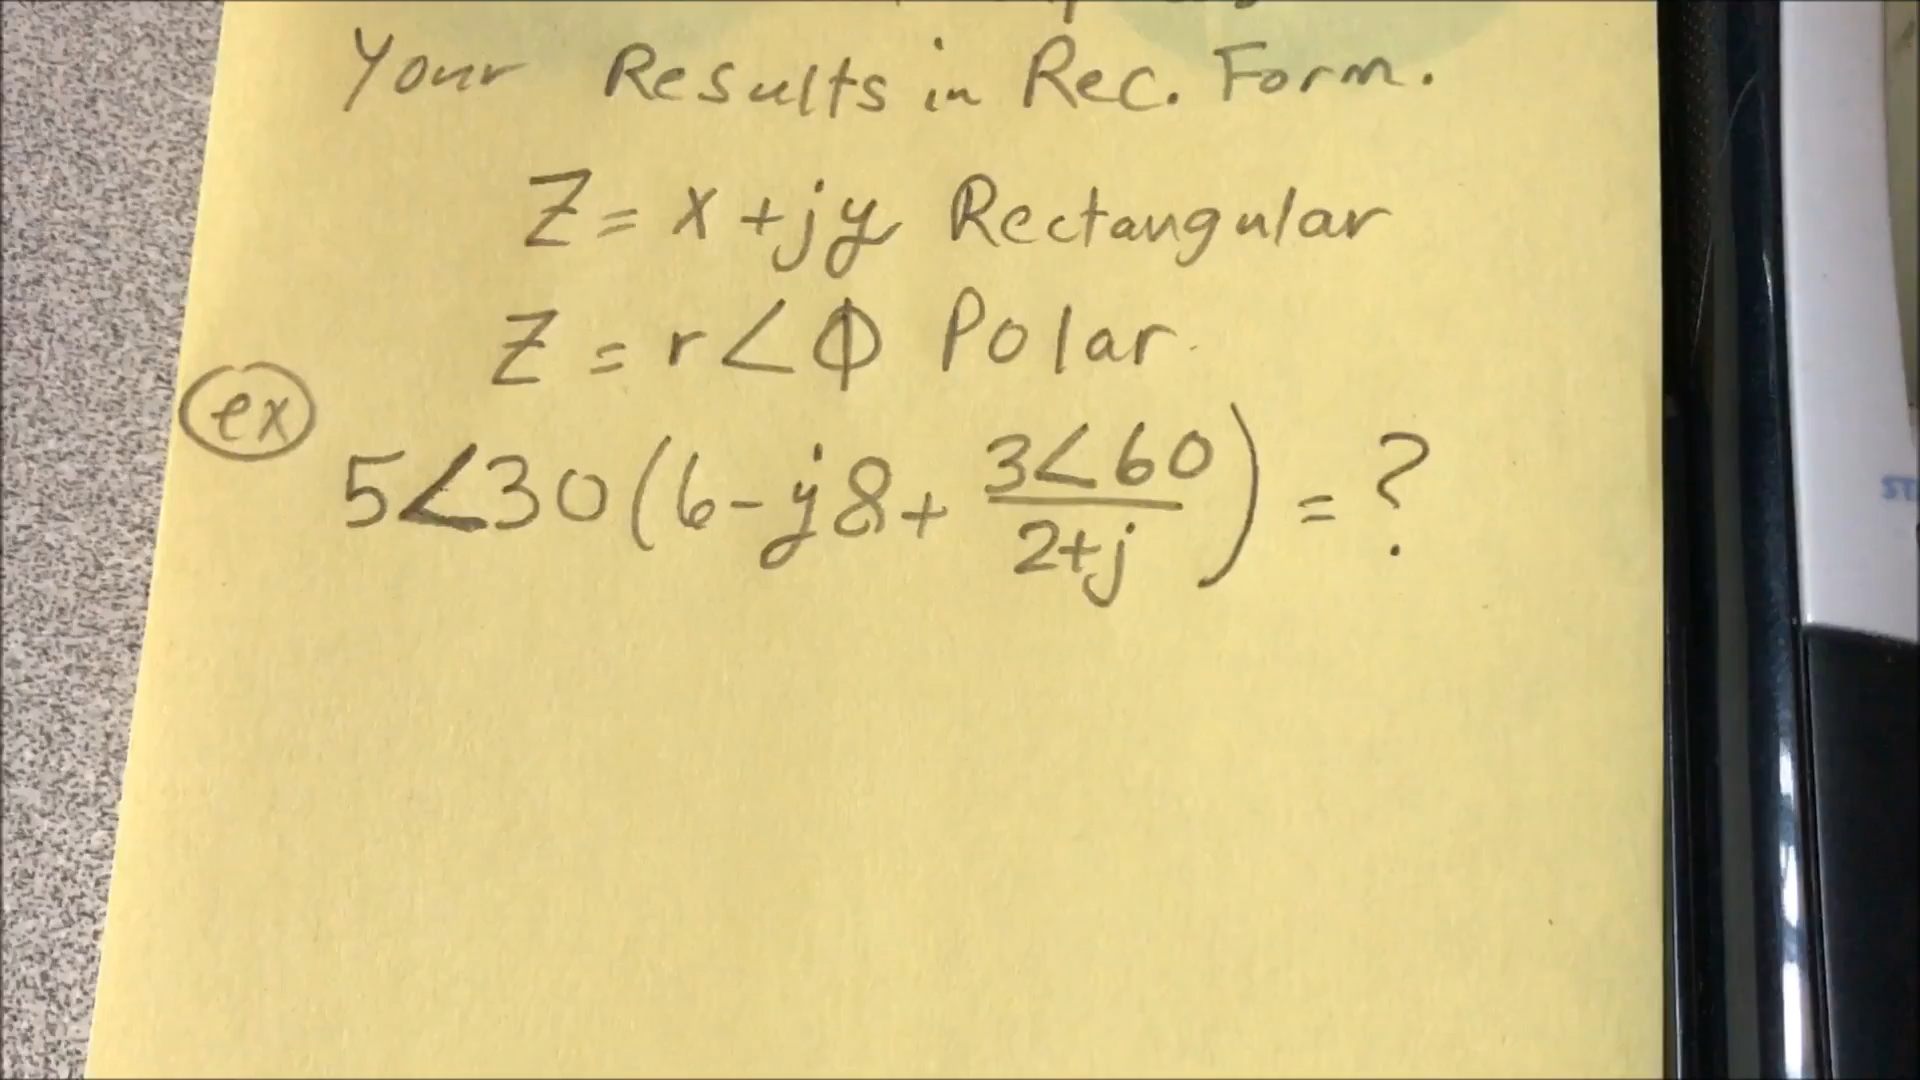 Your Results in Rec. Form.
Z = x + jy Rectangular
Z = r∠Φ Polar
ex
5∠30(6 - j8 + 3∠60 / 2+j) = ?